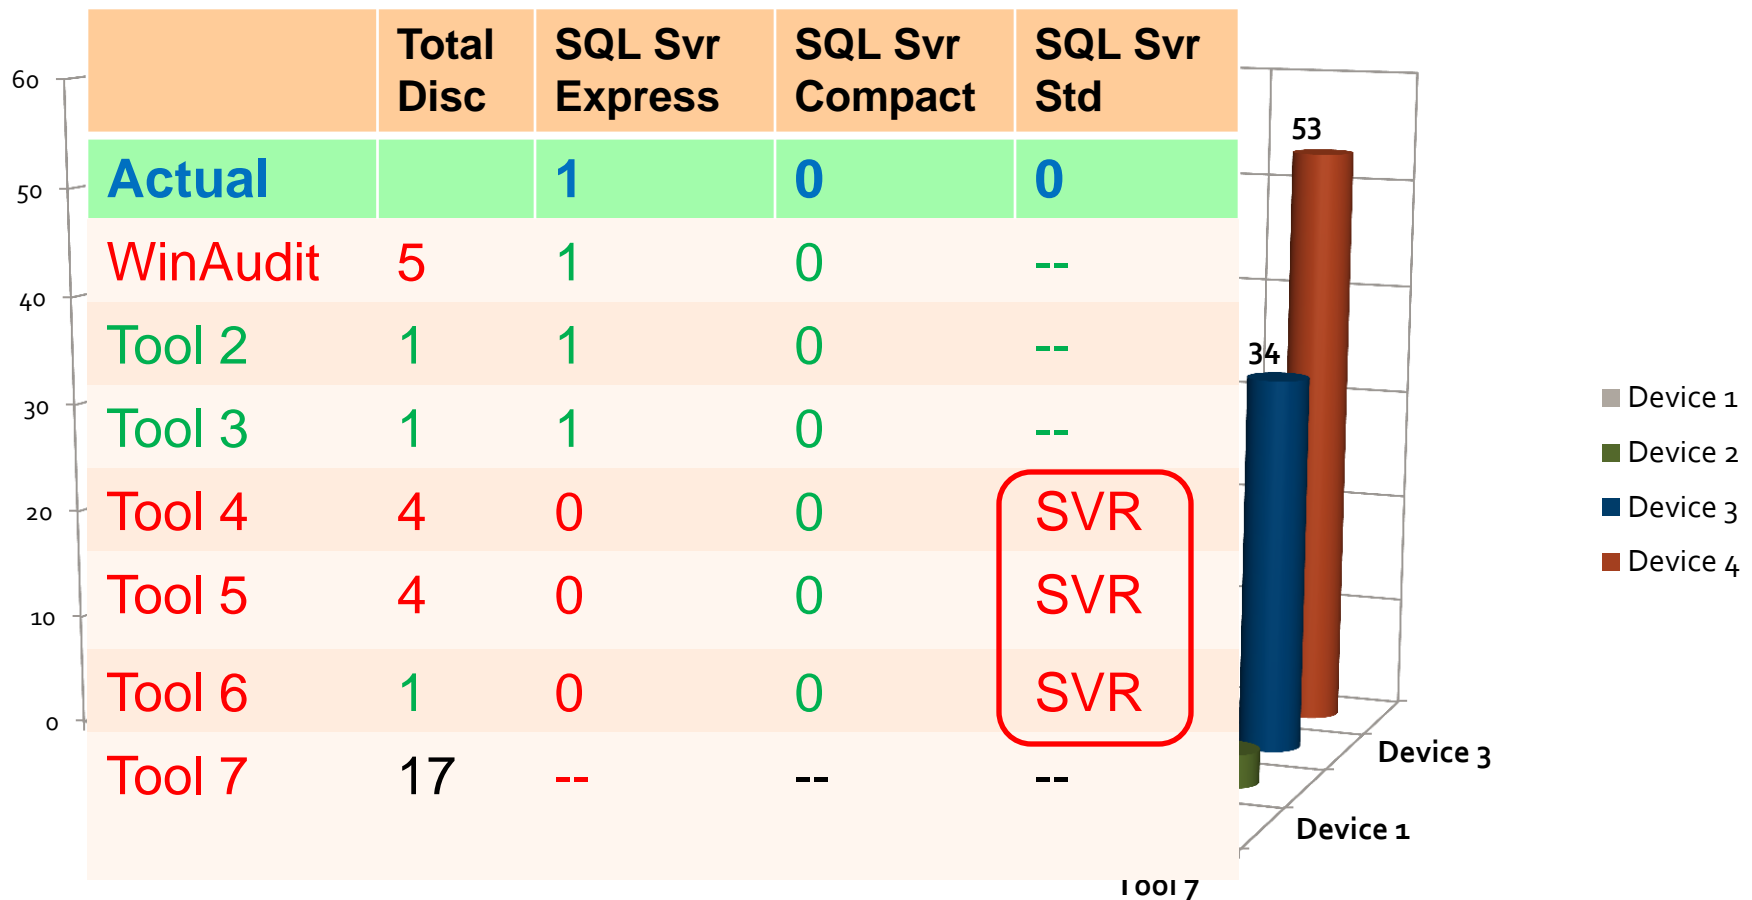 Total Disc SQL Svr Express SQL Svr Compact SQL Svr Std
Actual 1 0 0
WinAudit 5 1 0 --
Tool 2 1 1 0 --
Tool 3 1 1 0 --
Tool 4 4 0 0 SVR
Tool 5 4 0 0 SVR
Tool 6 1 0 0 SVR
Tool 7 17 -- -- --
60
50
40
30
20
10
0
53
34
Device 3
Device 1
Tool 7
Device 1
Device 2
Device 3
Device 4